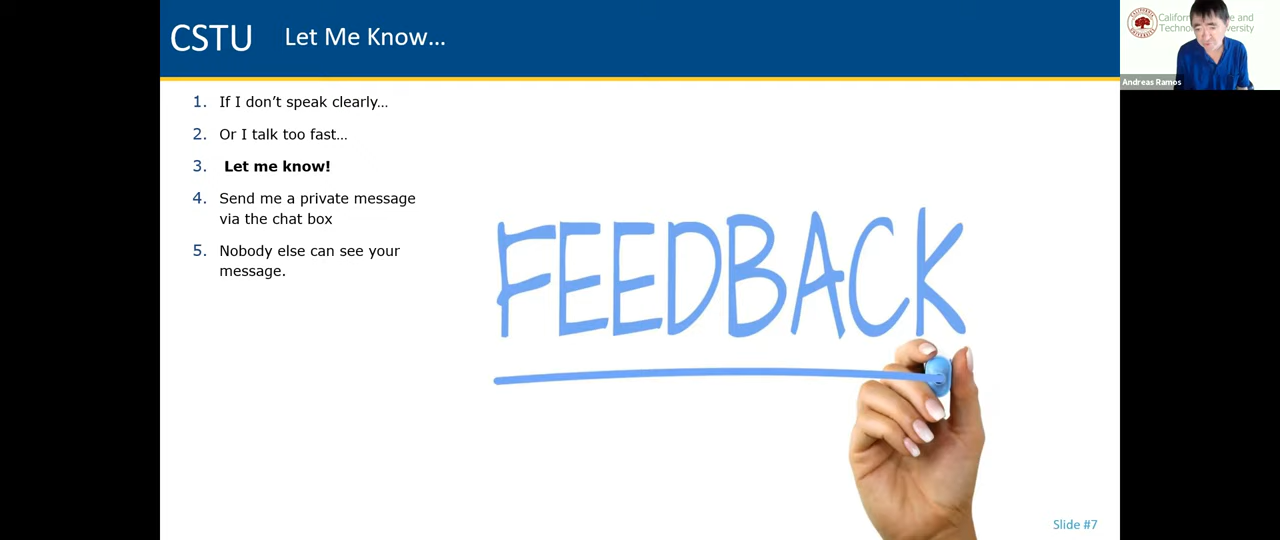 CSTU
Let Me Know…
1. If I don’t speak clearly…
2. Or I talk too fast…
3. Let me know!
4. Send me a private message
via the chat box
5. Nobody else can see your
message.
FEEDBACK
Slide #7
Andreas Ramos